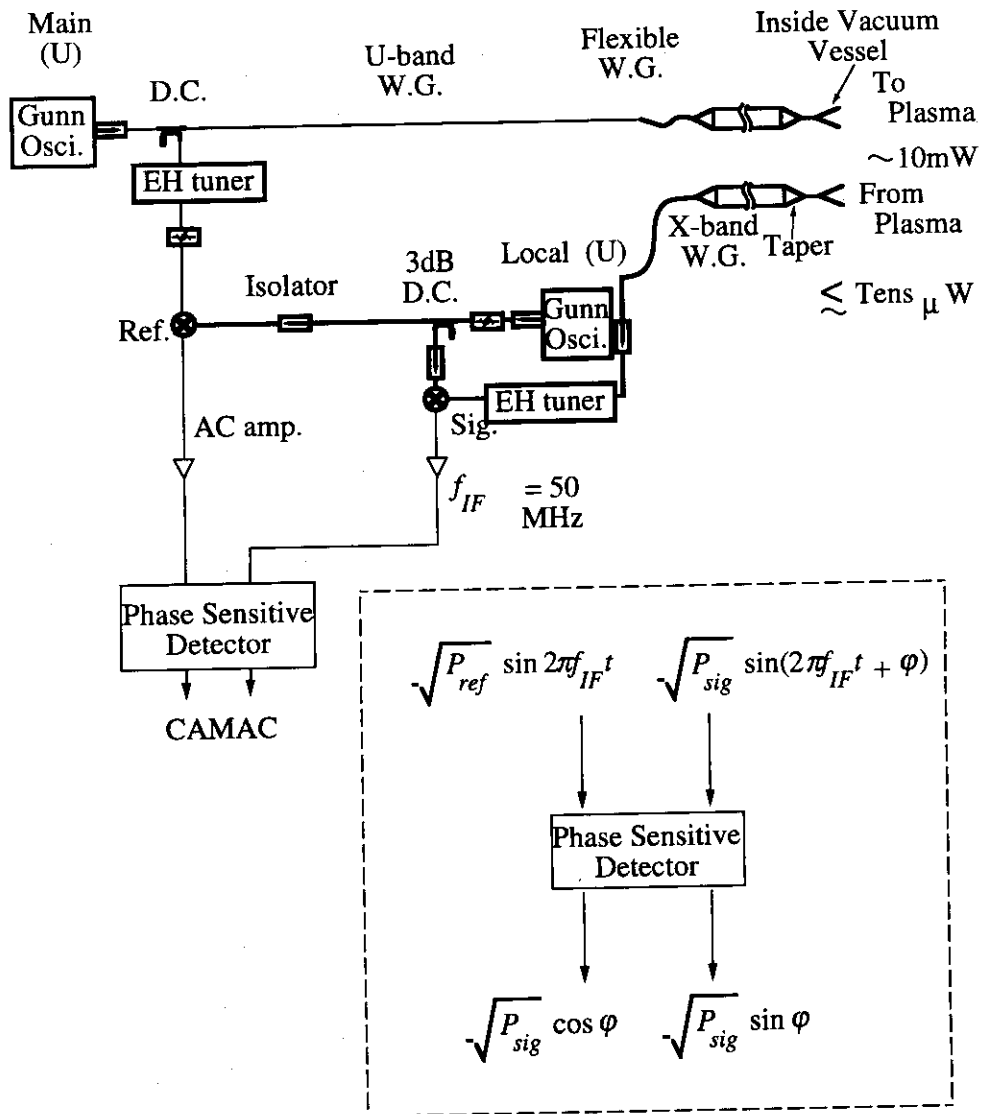 Main
(U)
Gunn
Osci.
D.C.
U-band
W.G.
Flexible
W.G.
Inside Vacuum
Vessel
To
Plasma
~10mW
From
Plasma
≲ Tens μ W
EH tuner
X-band
W.G.
Taper
Ref.
Isolator
3dB
D.C.
Local (U)
Gunn
Osci.
EH tuner
Sig.
AC amp.
f_IF = 50
MHz
Phase Sensitive
Detector
CAMAC
√P_ref sin 2πf_IF t
√P_sig sin(2πf_IF t + φ)
Phase Sensitive
Detector
√P_sig cos φ
√P_sig sin φ